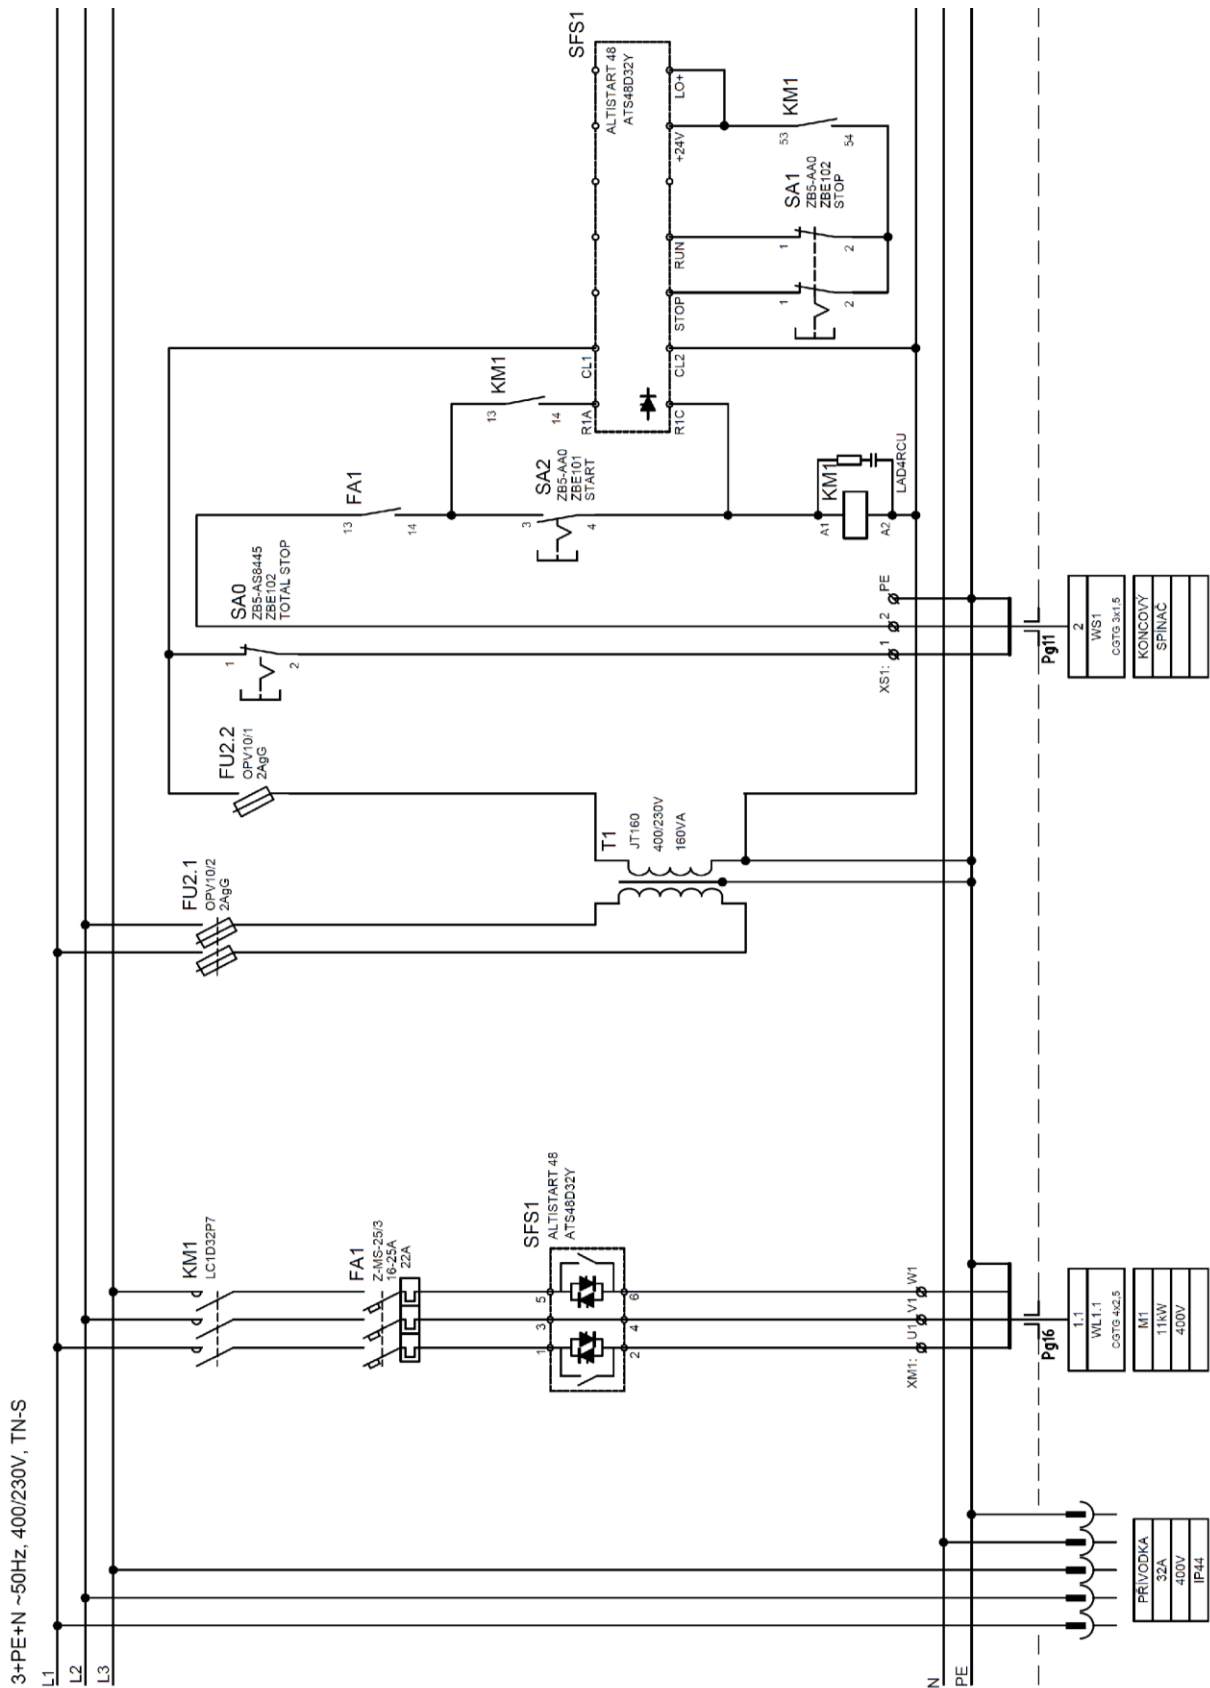 3+PE+N ~50Hz, 400/230V, TN-S
L1
L2
L3
N
PE
PŘÍVODKA
32A
400V
IP44
KM1
LC1D32P7
FA1
Z-MS-25/3
16-25A
22A
SFS1
ALTISTART 48
ATS48D32Y
1
3
5
2
4
6
XM1:
U1
V1
W1
Pg16
1.1
WL1.1
CGTG 4x2,5
M1
11kW
400V
FU2.1
OPV10/2
2AgG
T1
JT160
400/230V
160VA
FU2.2
OPV10/1
2AgG
SA0
ZB5-AS8445
ZBE102
TOTAL STOP
1
2
XS1:
1
2
PE
Pg11
2
WS1
CGTG 3x1,5
KONCOVÝ
SPÍNAČ
FA1
13
14
SA2
ZB5-AA0
ZBE101
START
3
4
KM1
A1
A2
LAD4RCU
KM1
13
14
R1A
R1C
CL1
CL2
STOP
RUN
+24V
LO+
SFS1
ALTISTART 48
ATS48D32Y
SA1
ZB5-AA0
ZBE102
STOP
1
2
1
2
KM1
53
54